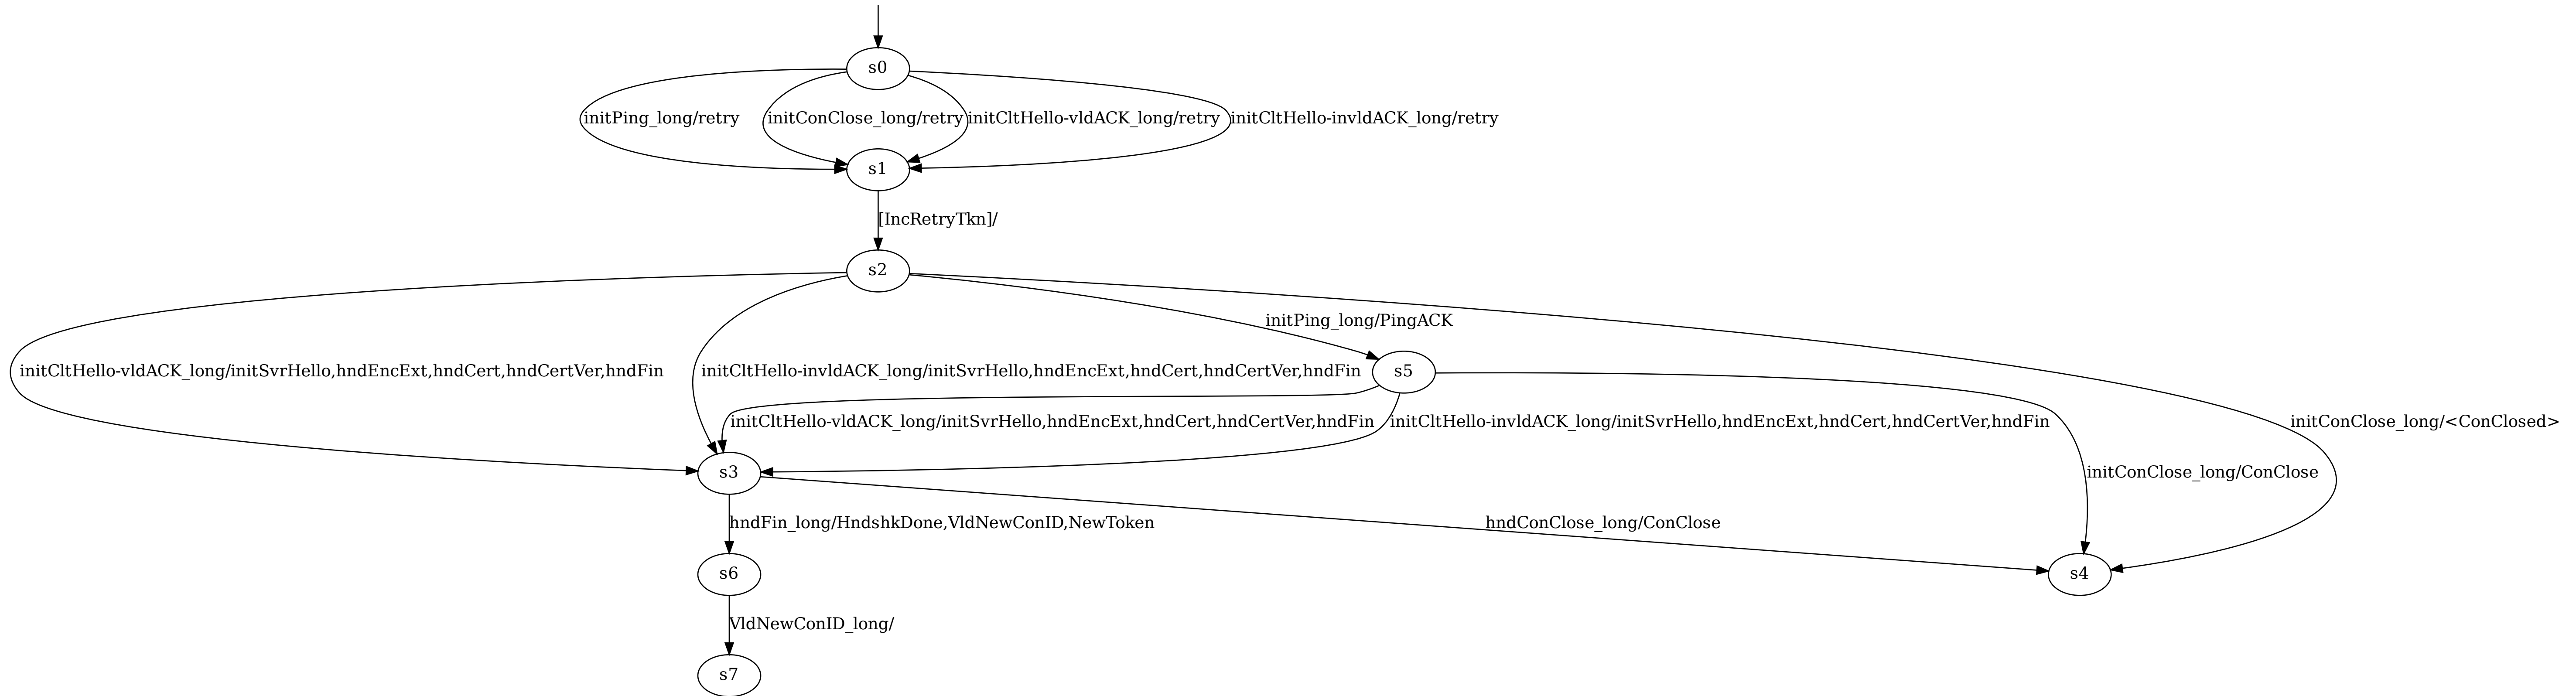 s0
initPing_long/retry
initConClose_long/retry
initCltHello-vldACK_long/retry
initCltHello-invldACK_long/retry
s1
[IncRetryTkn]/
s2
initPing_long/PingACK
initCltHello-vldACK_long/initSvrHello,hndEncExt,hndCert,hndCertVer,hndFin
initCltHello-invldACK_long/initSvrHello,hndEncExt,hndCert,hndCertVer,hndFin
s5
initCltHello-vldACK_long/initSvrHello,hndEncExt,hndCert,hndCertVer,hndFin
initCltHello-invldACK_long/initSvrHello,hndEncExt,hndCert,hndCertVer,hndFin
initConClose_long/<ConClosed>
s3
initConClose_long/ConClose
hndFin_long/HndshkDone,VldNewConID,NewToken
hndConClose_long/ConClose
s6
s4
VldNewConID_long/
s7